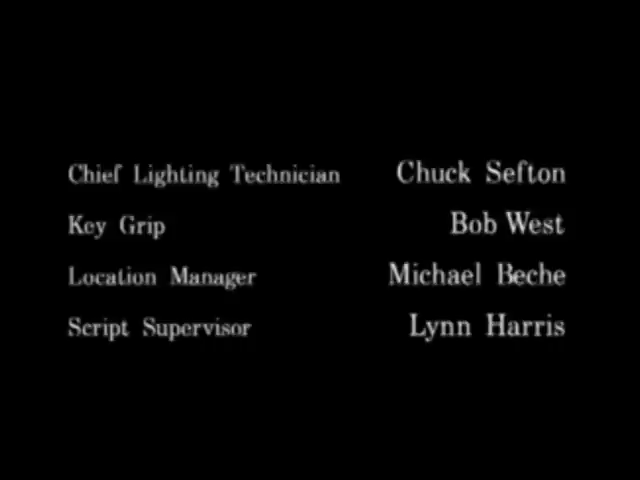 Chief Lighting Technician Chuck Sefton
Key Grip Bob West
Location Manager Michael Beche
Script Supervisor Lynn Harris